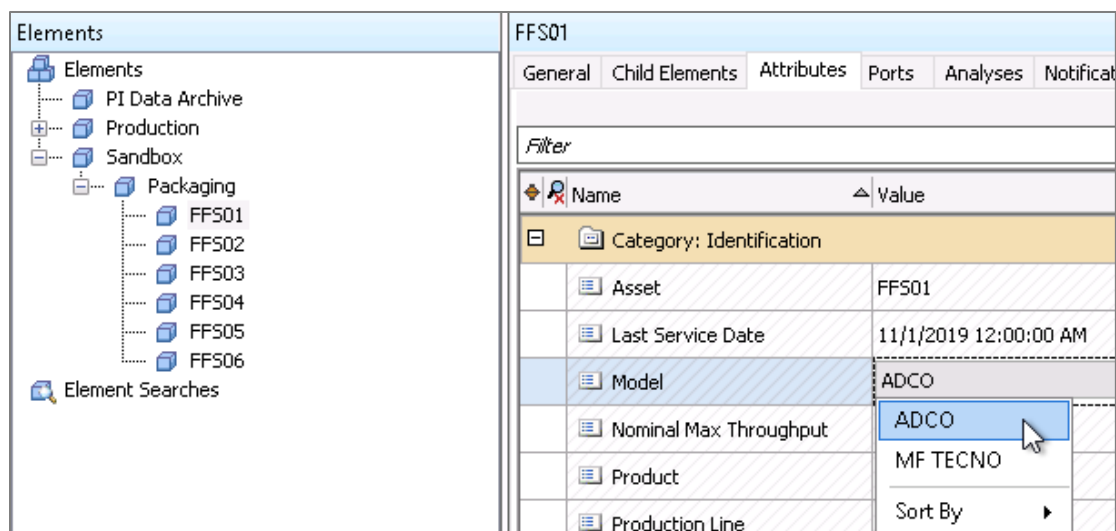 Elements
Elements
PI Data Archive
Production
Sandbox
Packaging
FFS01
FFS02
FFS03
FFS04
FFS05
FFS06
Element Searches
FFS01
General Child Elements Attributes Ports Analyses Notificat
Filter
Name Value
Category: Identification
Asset FFS01
Last Service Date 11/1/2019 12:00:00 AM
Model ADCO
ADCO
Nominal Max Throughput
MF TECNO
Product
Sort By
Production Line